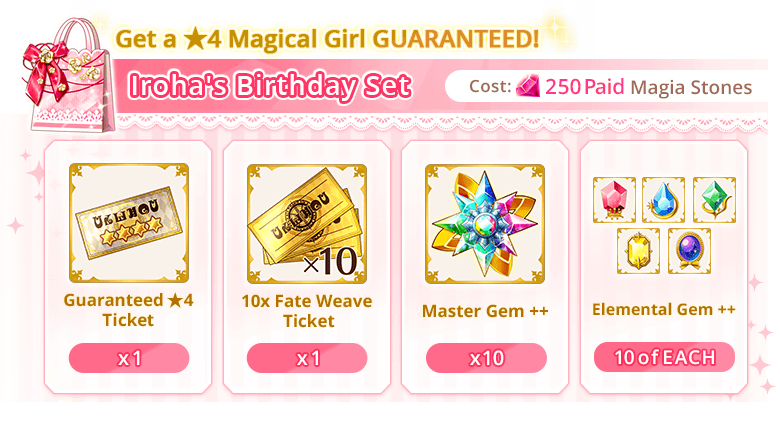 Get a ★4 Magical Girl GUARANTEED!
Iroha's Birthday Set
Cost: 250 Paid Magia Stones
×10
Guaranteed ★4
Ticket
x1
10x Fate Weave
Ticket
x1
Master Gem ++
x10
Elemental Gem ++
10 of EACH